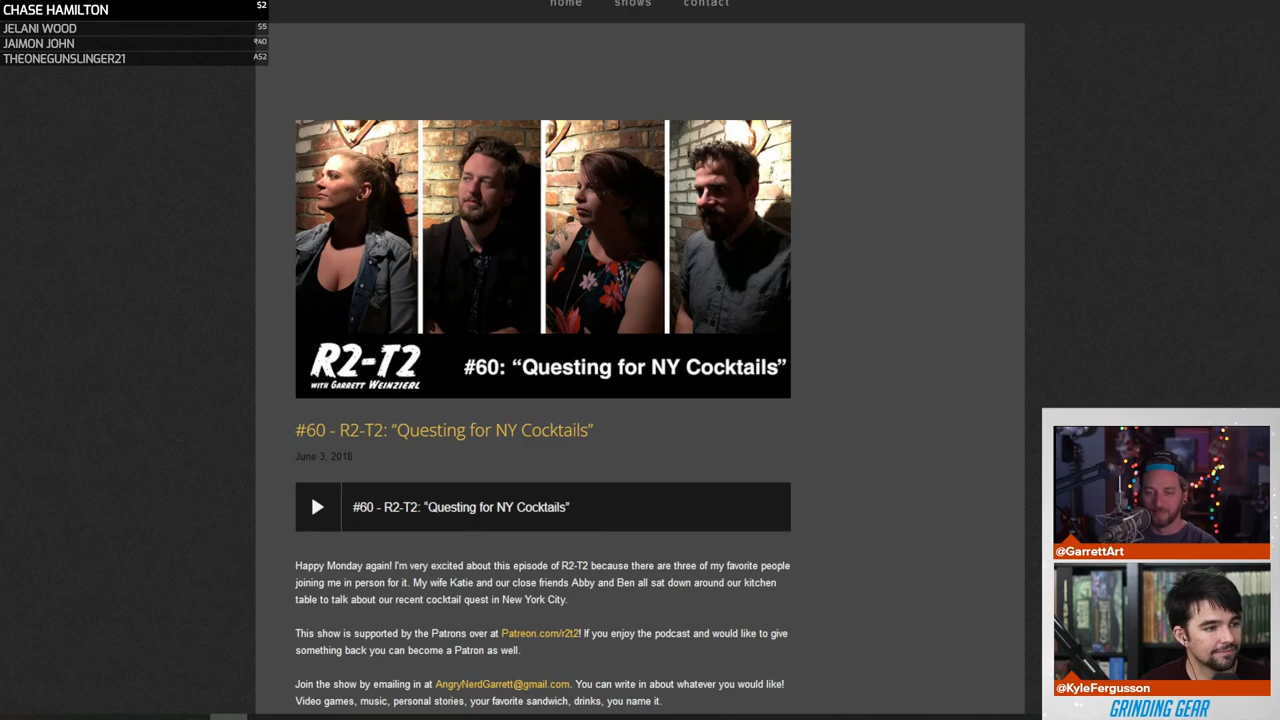 CHASE HAMILTON $2
JELANI WOOD $5
JAIMON JOHN ₹40
THEONEGUNSLINGER21 A$2
home shows contact
R2-T2
WITH GARRETT WEINZIERL
#60: “Questing for NY Cocktails”
#60 - R2-T2: “Questing for NY Cocktails”
June 3, 2018
#60 - R2-T2: “Questing for NY Cocktails”
Happy Monday again! I'm very excited about this episode of R2-T2 because there are three of my favorite people
joining me in person for it. My wife Katie and our close friends Abby and Ben all sat down around our kitchen
table to talk about our recent cocktail quest in New York City.
This show is supported by the Patrons over at Patreon.com/r2t2! If you enjoy the podcast and would like to give
something back you can become a Patron as well.
Join the show by emailing in at AngryNerdGarrett@gmail.com. You can write in about whatever you would like!
Video games, music, personal stories, your favorite sandwich, drinks, you name it.
@GarrettArt
@KyleFergusson
GRINDING GEAR